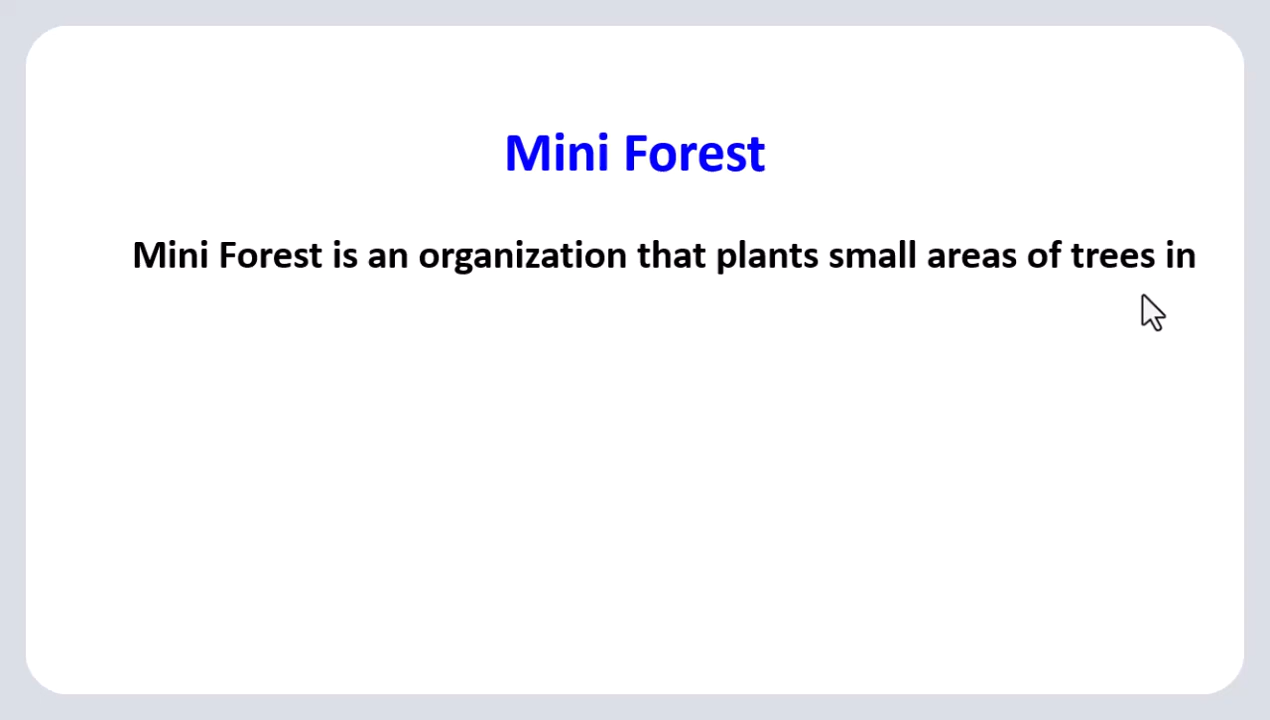 Mini Forest
Mini Forest is an organization that plants small areas of trees in